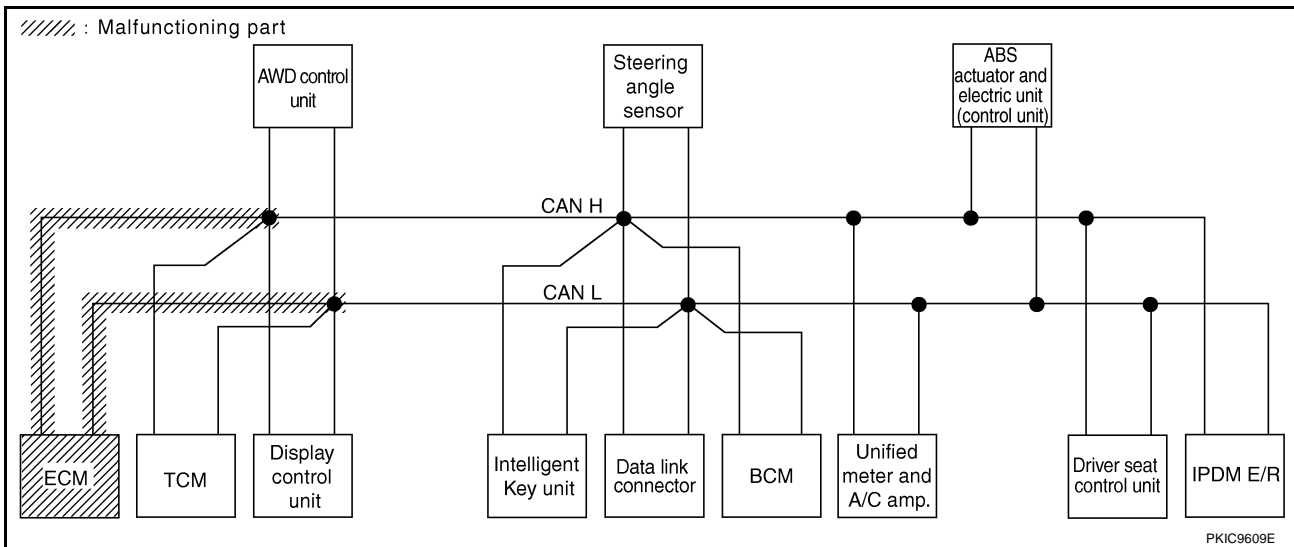 : Malfunctioning part
AWD control
unit
Steering
angle
sensor
ABS
actuator and
electric unit
(control unit)
CAN H
CAN L
ECM
TCM
Display
control
unit
Intelligent
Key unit
Data link
connector
BCM
Unified
meter and
A/C amp.
Driver seat
control unit
IPDM E/R
PKIC9609E